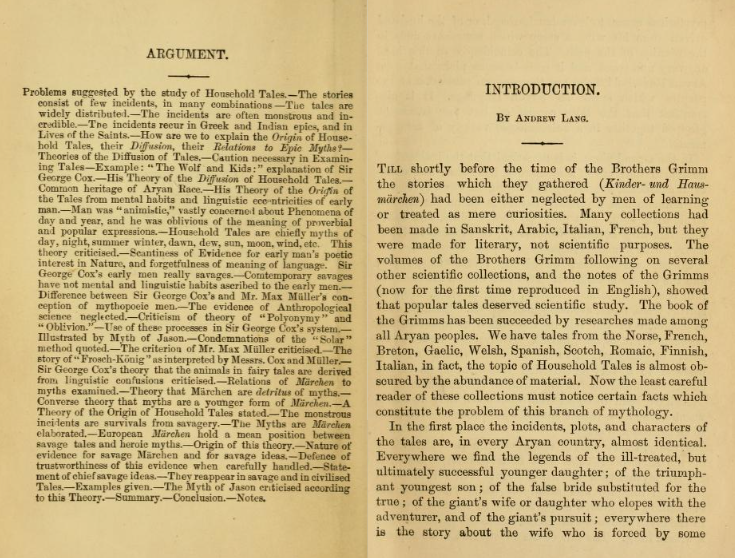 ARGUMENT.
Problems suggested by the study of Household Tales.—The stories
consist of few incidents, in many combinations—The tales are
widely distributed.—The incidents are often monstrous and in-
credible.—The incidents recur in Greek and Indian epics, and in
Lives of the Saints.—How are we to explain the Origin of House-
hold Tales, their Diffusion, their Relations to Epic Myths?—
Theories of the Diffusion of Tales.—Caution necessary in Examin-
ing Tales—Example: "The Wolf and Kids:" explanation of Sir
George Cox.—His Theory of the Diffusion of Household Tales.—
Common heritage of Aryan Race.—His Theory of the Origin of
the Tales from mental habits and linguistic eccentricities of early
man.—Man was "animistic," vastly concerned about Phenomena of
day and year, and he was oblivious of the meaning of proverbial
and popular expressions.—Household Tales are chiefly myths of
day, night, summer winter, dawn, dew, sun, moon, wind, etc. This
theory criticised.—Scantiness of Evidence for early man's poetic
interest in Nature, and forgetfulness of meaning of language. Sir
George Cox's early men really savages.—Contemporary savages
have not mental and linguistic habits ascribed to the early men.—
Difference between Sir George Cox's and Mr. Max Müller's con-
ception of mythopoeic men.—The evidence of Anthropological
science neglected.—Criticism of theory of "Polyonymy" and
"Oblivion."—Use of these processes in Sir George Cox's system.—
Illustrated by Myth of Jason.—Condemnations of the "Solar"
method quoted.—The criterion of Mr. Max Müller criticised.—The
story of "Frosch-König" as interpreted by Messrs. Cox and Müller.—
Sir George Cox's theory that the animals in fairy tales are derived
from linguistic confusions criticised.—Relations of Märchen to
myths examined.—Theory that Märchen are detritus of myths.—
Converse theory that myths are a younger form of Märchen.—A
Theory of the Origin of Household Tales stated.—The monstrous
incidents are survivals from savagery.—The Myths are Märchen
elaborated.—European Märchen hold a mean position between
savage tales and heroic myths.—Origin of this theory.—Nature of
evidence for savage Märchen and for savage ideas.—Defence of
trustworthiness of this evidence when carefully handled.—State-
ment of chief savage ideas.—They reappear in savage and in civilised
Tales.—Examples given.—The Myth of Jason criticised according
to this Theory.—Summary.—Conclusion.—Notes.
INTRODUCTION.
By Andrew Lang.
Till shortly before the time of the Brothers Grimm
the stories which they gathered (Kinder- und Haus-
märchen) had been either neglected by men of learning
or treated as mere curiosities. Many collections had
been made in Sanskrit, Arabic, Italian, French, but they
were made for literary, not scientific purposes. The
volumes of the Brothers Grimm following on several
other scientific collections, and the notes of the Grimms
(now for the first time reproduced in English), showed
that popular tales deserved scientific study. The book of
the Grimms has been succeeded by researches made among
all Aryan peoples. We have tales from the Norse, French,
Breton, Gaelic, Welsh, Spanish, Scotch, Romaic, Finnish,
Italian, in fact, the topic of Household Tales is almost ob-
scured by the abundance of material. Now the least careful
reader of these collections must notice certain facts which
constitute the problem of this branch of mythology.
In the first place the incidents, plots, and characters of
the tales are, in every Aryan country, almost identical.
Everywhere we find the legends of the ill-treated, but
ultimately successful younger daughter; of the triumph-
ant youngest son; of the false bride substituted for the
true; of the giant's wife or daughter who elopes with the
adventurer, and of the giant's pursuit; everywhere there
is the story about the wife who is forced by some